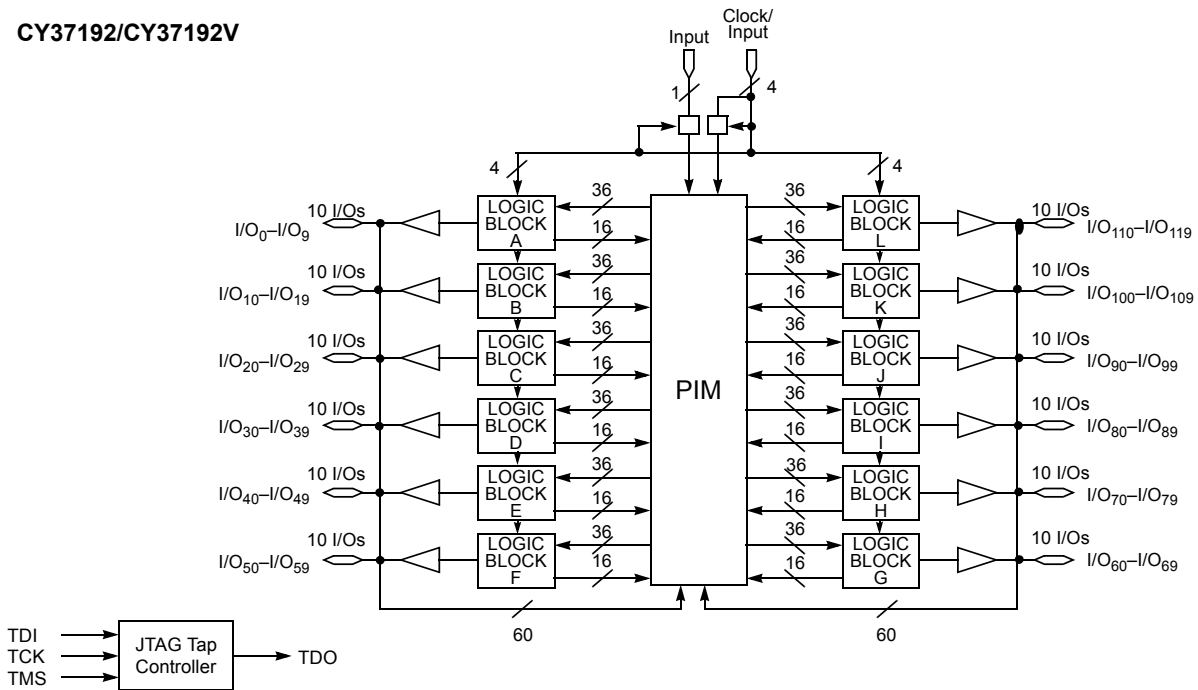 CY37192/CY37192V
Clock/
Input
Input
1
4
4
4
10 I/Os
I/O0–I/O9
LOGIC
BLOCK
A
36
16
PIM
36
16
LOGIC
BLOCK
L
10 I/Os
I/O110–I/O119
10 I/Os
I/O10–I/O19
LOGIC
BLOCK
B
36
16
36
16
LOGIC
BLOCK
K
10 I/Os
I/O100–I/O109
10 I/Os
I/O20–I/O29
LOGIC
BLOCK
C
36
16
36
16
LOGIC
BLOCK
J
10 I/Os
I/O90–I/O99
10 I/Os
I/O30–I/O39
LOGIC
BLOCK
D
36
16
36
16
LOGIC
BLOCK
I
10 I/Os
I/O80–I/O89
10 I/Os
I/O40–I/O49
LOGIC
BLOCK
E
36
16
36
16
LOGIC
BLOCK
H
10 I/Os
I/O70–I/O79
10 I/Os
I/O50–I/O59
LOGIC
BLOCK
F
36
16
36
16
LOGIC
BLOCK
G
10 I/Os
I/O60–I/O69
60
60
TDI
TCK
TMS
JTAG Tap
Controller
TDO